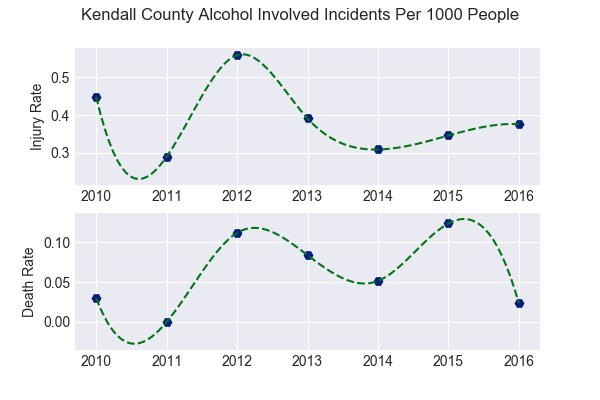 Kendall County Alcohol Involved Incidents Per 1000 People
Injury Rate
0.5
0.4
0.3
2010 2011 2012 2013 2014 2015 2016
Death Rate
0.10
0.05
0.00
2010 2011 2012 2013 2014 2015 2016